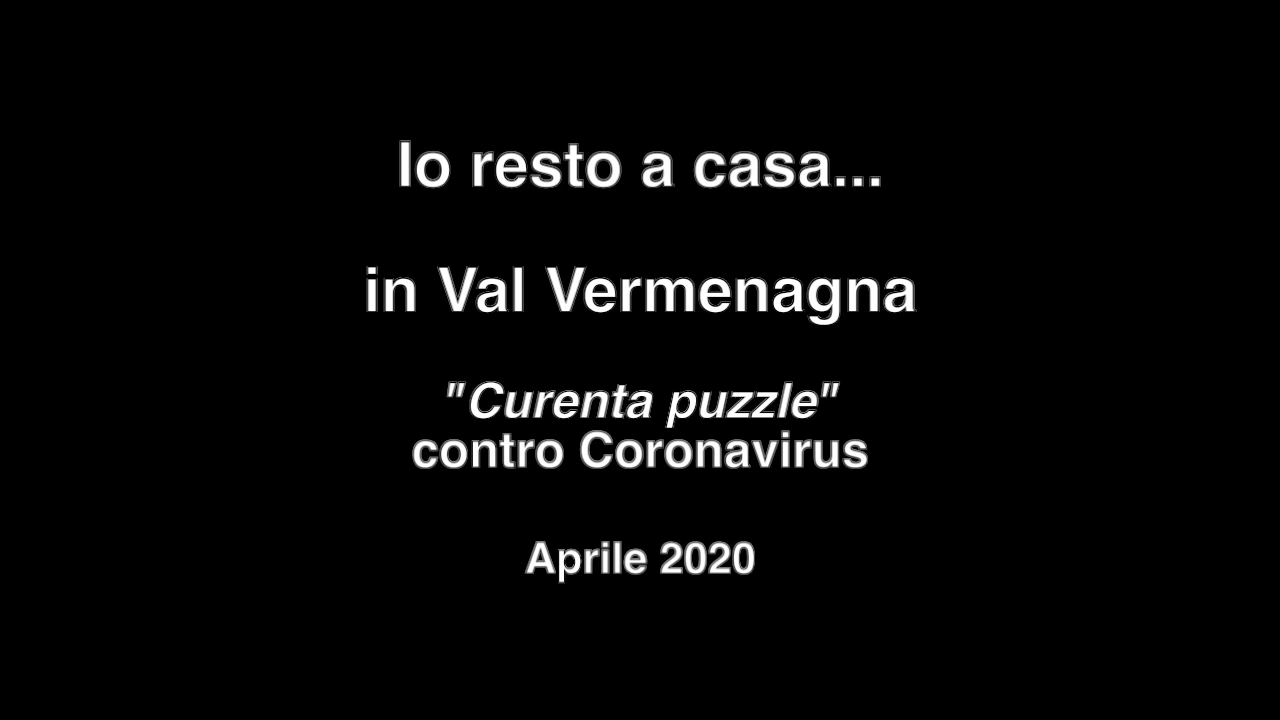 Io resto a casa...
in Val Vermenagna
"Curenta puzzle"
contro Coronavirus
Aprile 2020